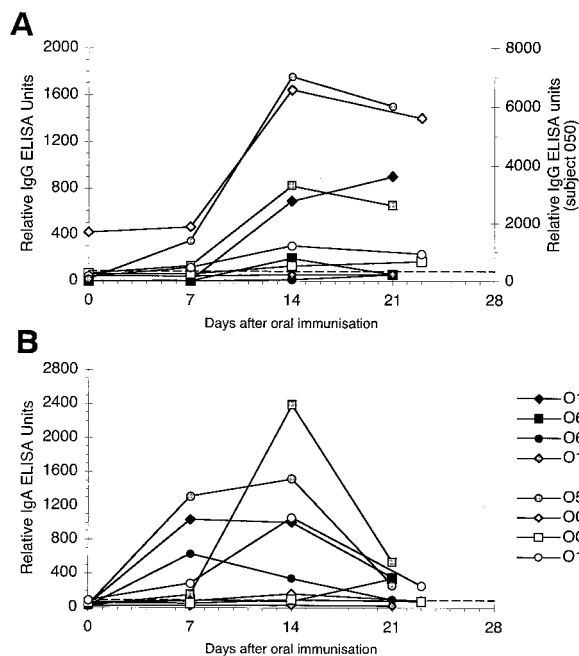 A
2000
1600
1200
800
400
0
Relative IgG ELISA Units
8000
6000
4000
2000
0
Relative IgG ELISA units
(subject 050)
0 7 14 21 28
Days after oral immunisation
B
2800
2400
2000
1600
1200
800
400
0
Relative IgA ELISA Units
0 7 14 21 28
Days after oral immunisation